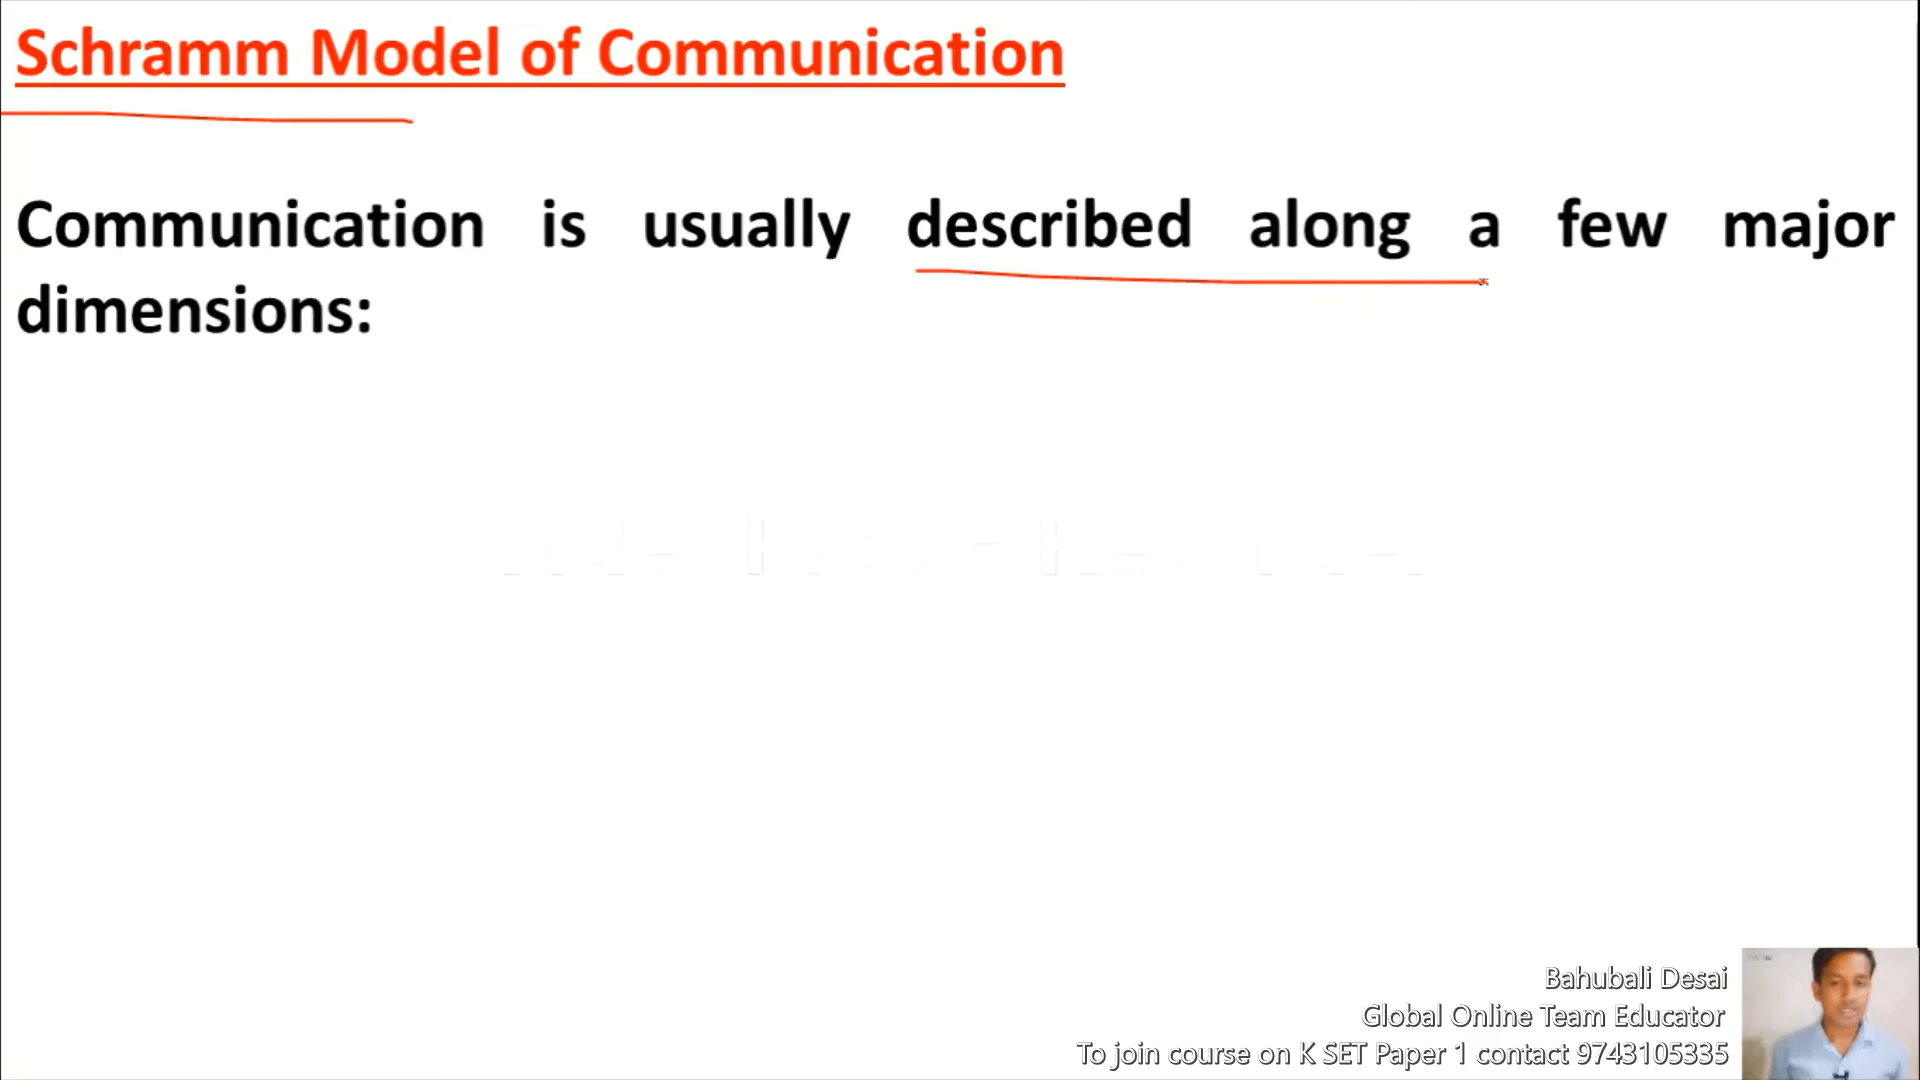 Schramm Model of Communication
Communication is usually described along a few major
dimensions:
Bahubali Desai
Global Online Team Educator
To join course on K SET Paper 1 contact 9743105335